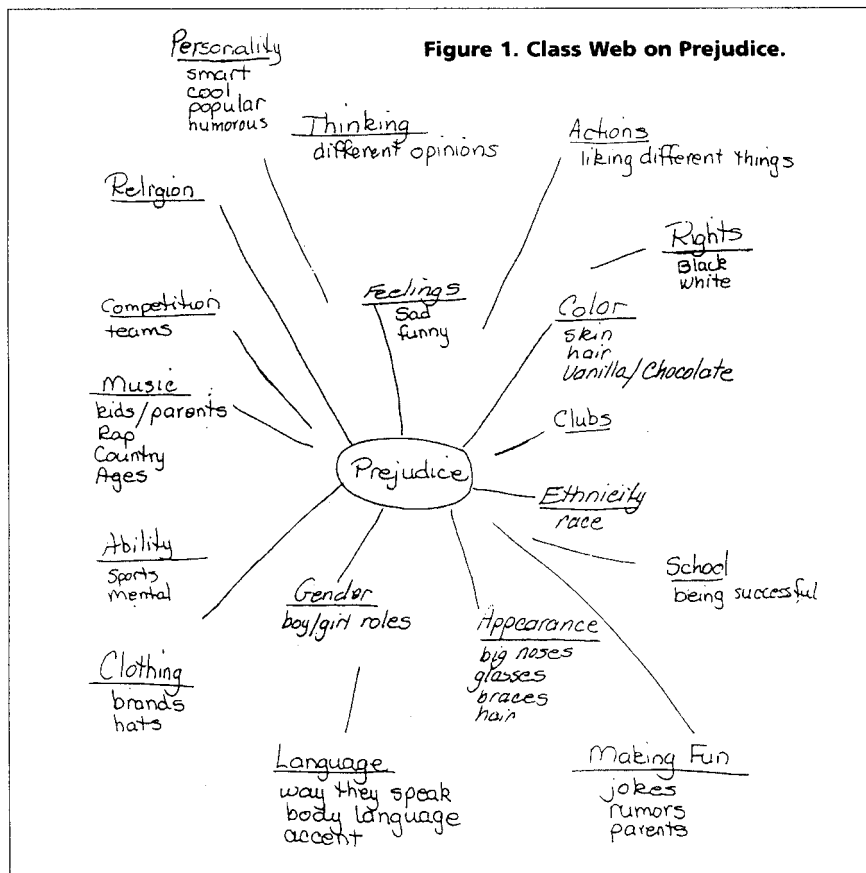 Figure 1. Class Web on Prejudice.
Personality
smart
cool
popular
humorous
Thinking
different opinions
Actions
liking different things
Religion
Rights
Black
white
Feelings
Sad
funny
Color
skin
hair
Vanilla/Chocolate
Competition
teams
Music
kids/parents
Rap
Country
Ages
Clubs
Prejudice
Ethnicity
race
Ability
Sports
mental
School
being successful
Gender
boy/girl roles
Appearance
big noses
glasses
braces
hair
Clothing
brands
hats
Language
way they speak
body language
accent
Making Fun
jokes
rumors
parents